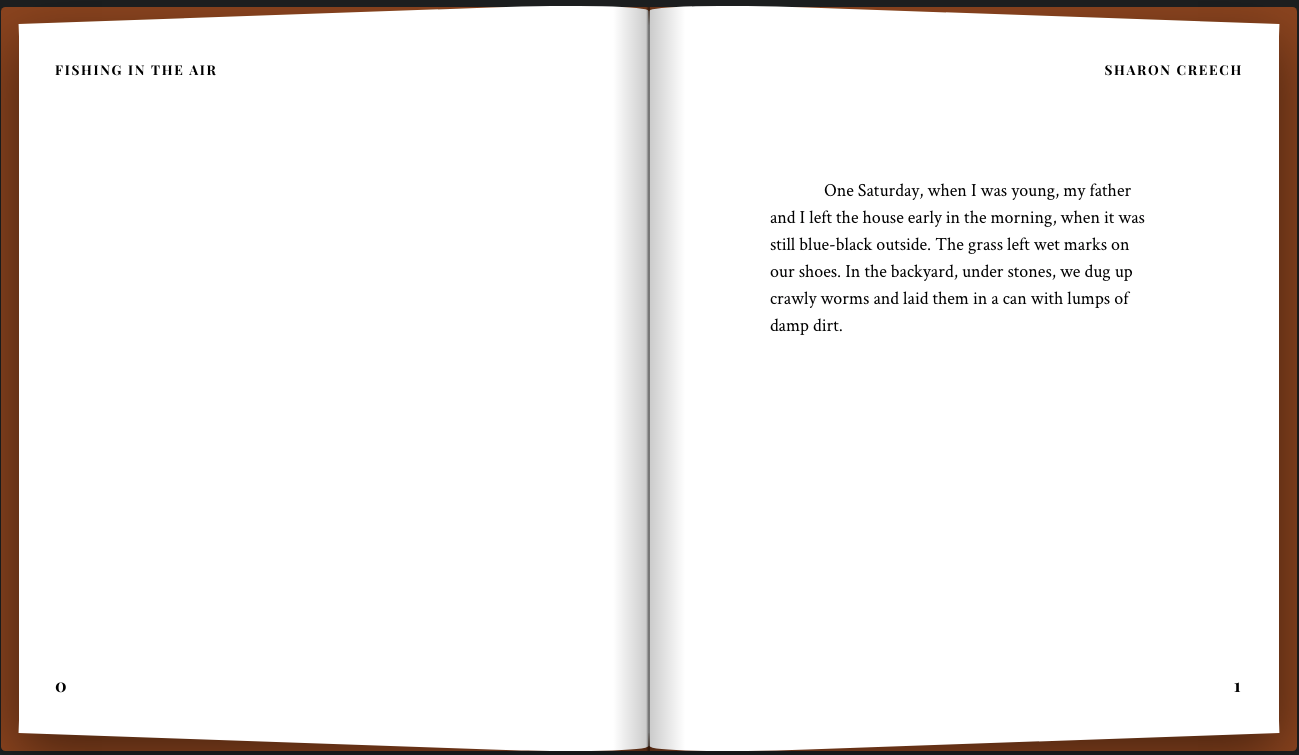 FISHING IN THE AIR
SHARON CREECH
One Saturday, when I was young, my father
and I left the house early in the morning, when it was
still blue-black outside. The grass left wet marks on
our shoes. In the backyard, under stones, we dug up
crawly worms and laid them in a can with lumps of
damp dirt.
0
1